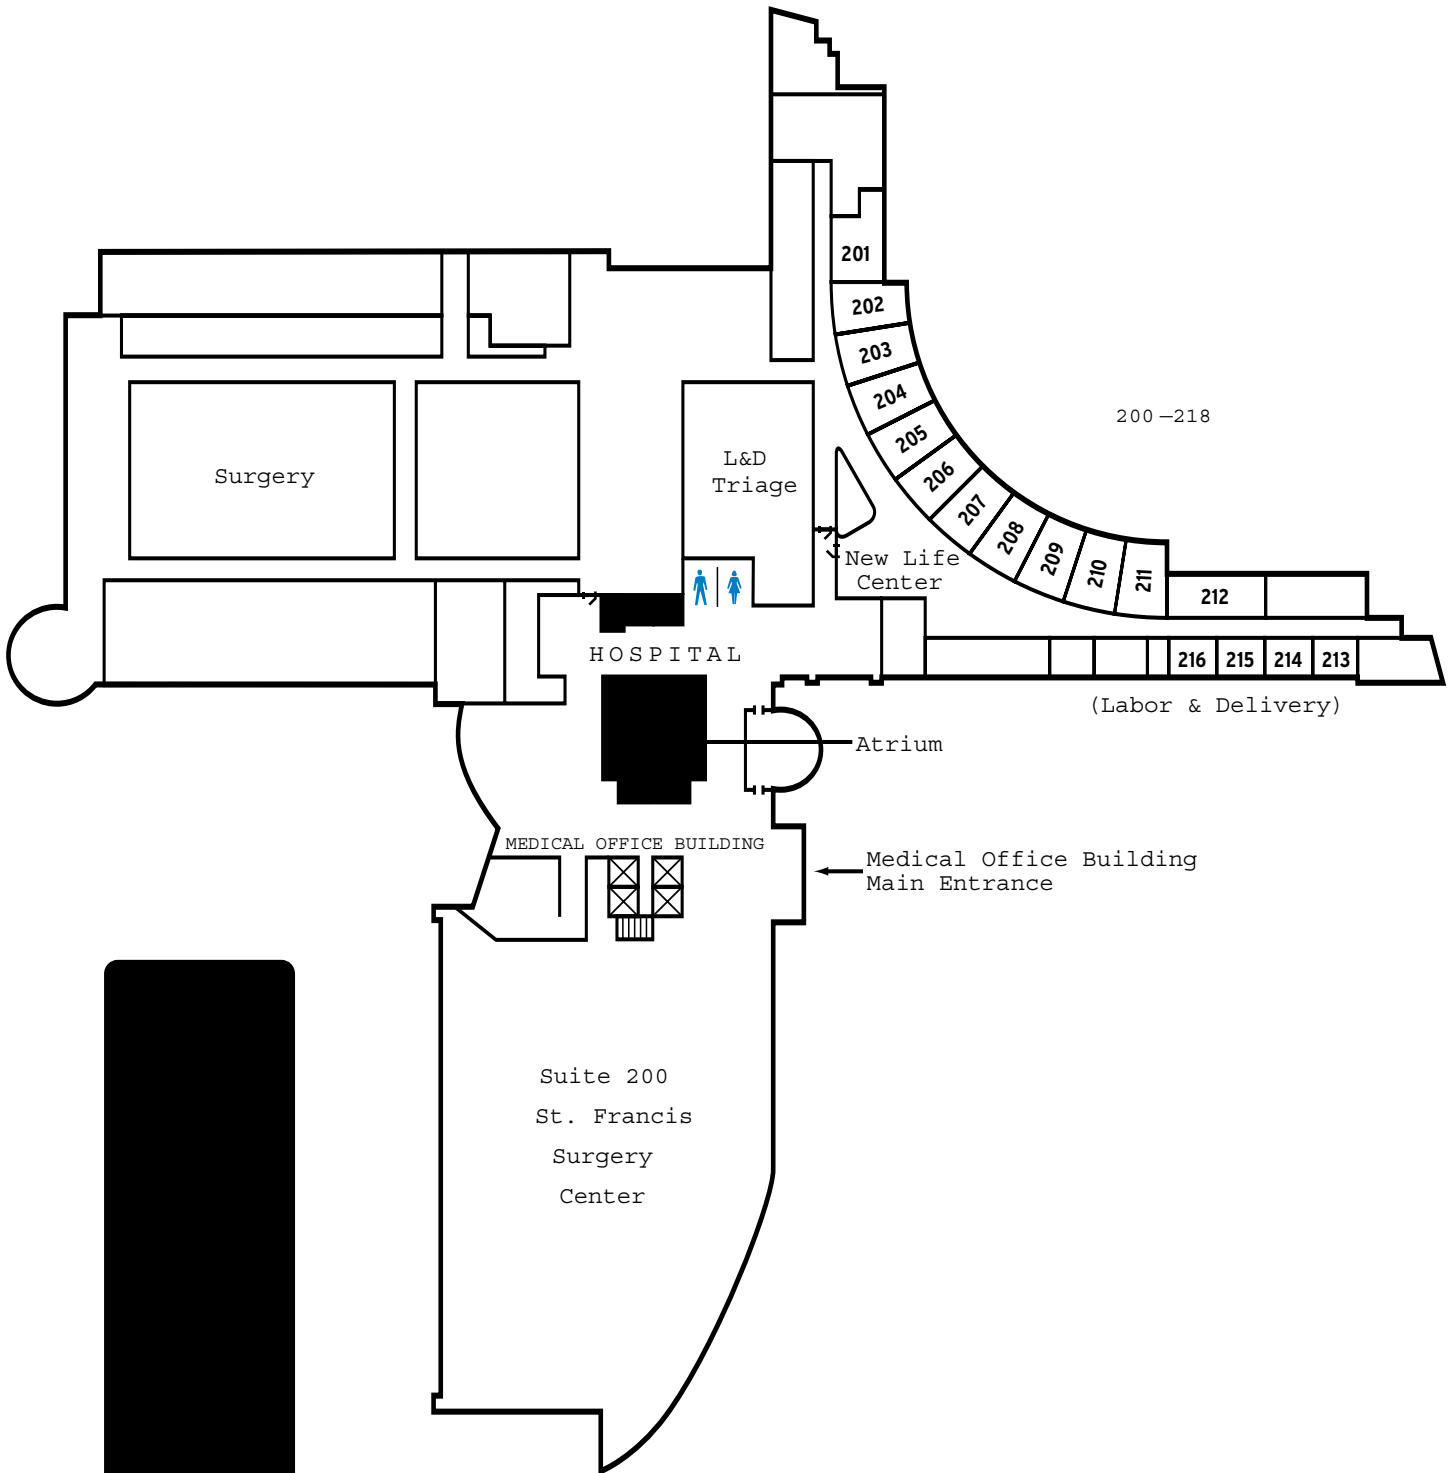 201
202
203
204
200 –218
205
L&D
Triage
Surgery
206
207
208
209
New Life
Center
210
211
212
HOSPITAL
216
215
214
213
(Labor & Delivery)
Atrium
MEDICAL OFFICE BUILDING
Medical Office Building
Main Entrance
Suite 200
St. Francis
Surgery
Center